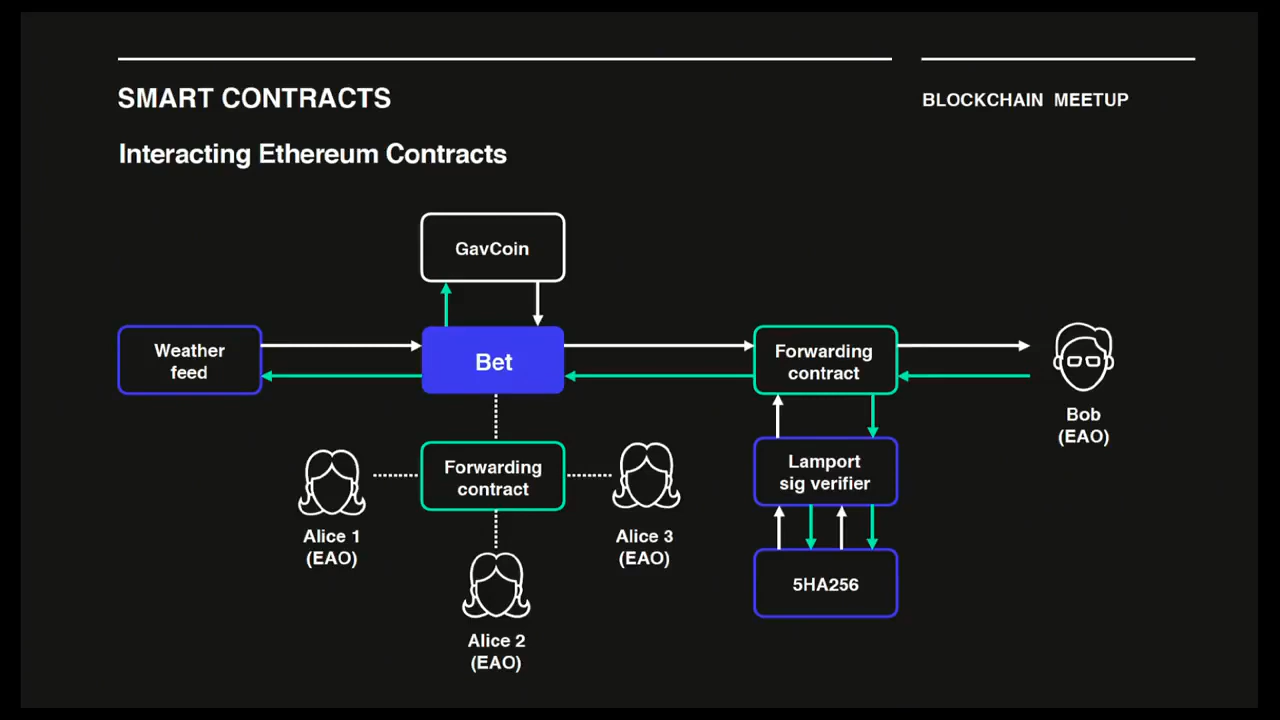 SMART CONTRACTS
BLOCKCHAIN MEETUP
Interacting Ethereum Contracts
GavCoin
Weather
feed
Bet
Forwarding
contract
Bob
(EAO)
Forwarding
contract
Lamport
sig verifier
Alice 1
(EAO)
Alice 3
(EAO)
5HA256
Alice 2
(EAO)